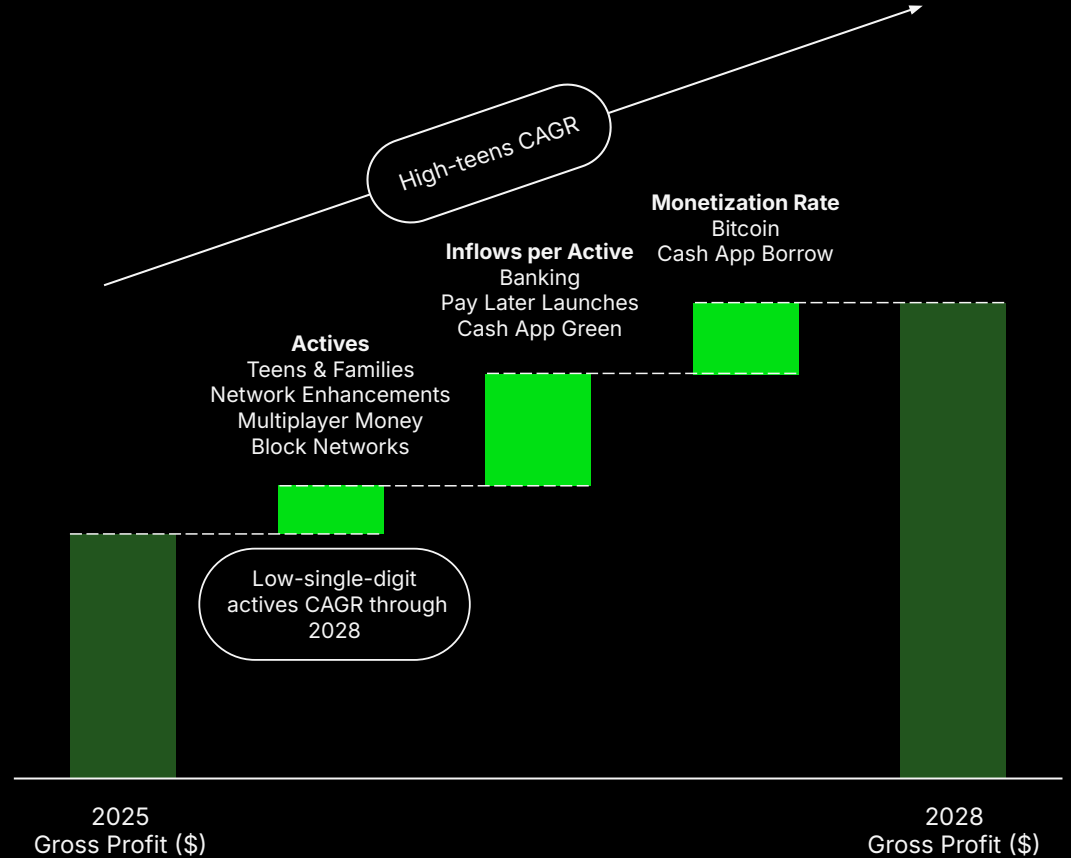 High-teens CAGR
Monetization Rate
Bitcoin
Cash App Borrow
Inflows per Active
Banking
Pay Later Launches
Cash App Green
Actives
Teens & Families
Network Enhancements
Multiplayer Money
Block Networks
Low-single-digit
actives CAGR through
2028
2025
Gross Profit ($)
2028
Gross Profit ($)